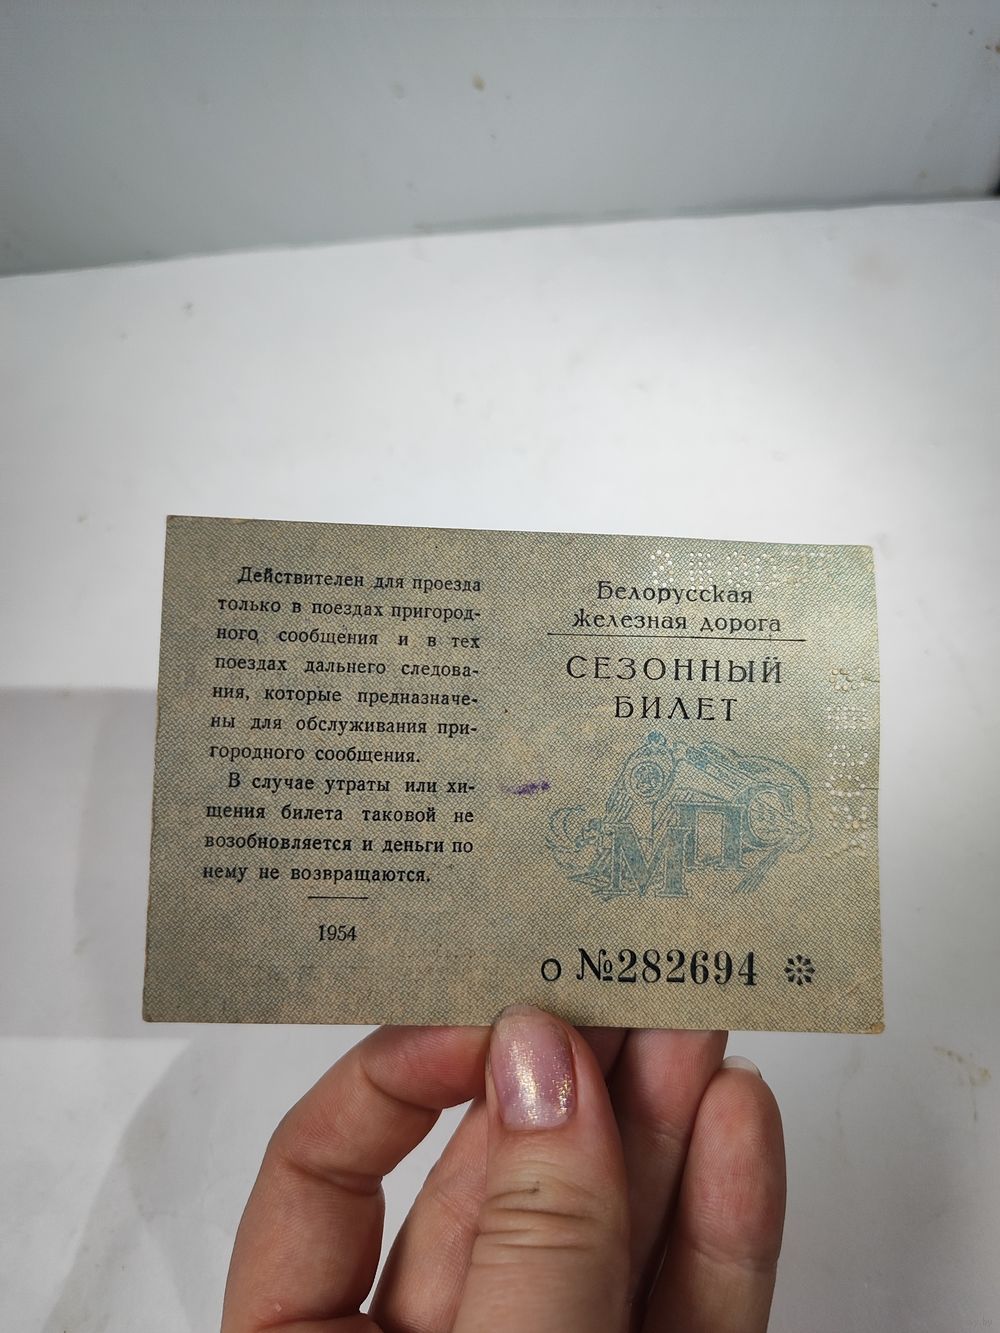 Действителен для проезда
только в поездах пригород-
ного сообщения и в тех
поездах дальнего следова-
ния, которые предназначе-
ны для обслуживания при-
городного сообщения.
В случае утраты или хи-
щения билета таковой не
возобновляется и деньги по
нему не возвращаются.
1954
Белорусская
железная дорога
СЕЗОННЫЙ
БИЛЕТ
МПС
О №282694